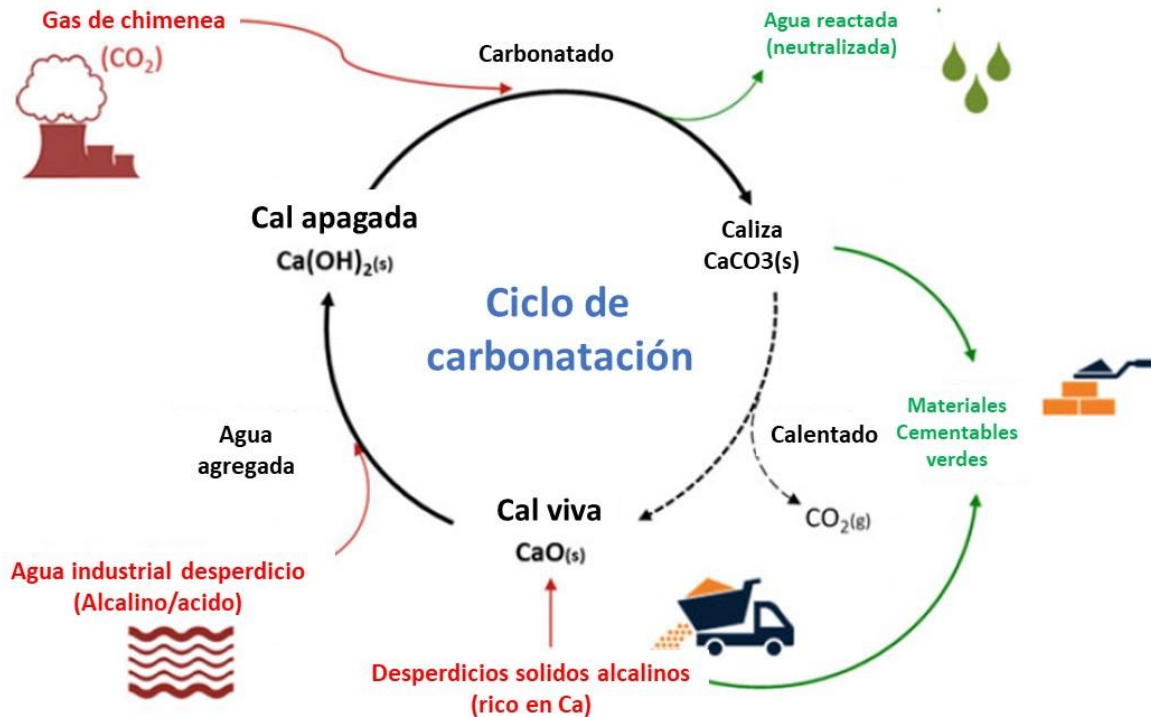 Gas de chimenea
(CO₂)
Carbonatado
Agua reactada
(neutralizada)
Cal apagada
Ca(OH)₂(s)
Caliza
CaCO3(s)
Ciclo de
carbonatación
Agua
agregada
Calentado
Materiales
Cementables
verdes
Cal viva
CaO(s)
CO₂(g)
Agua industrial desperdicio
(Alcalino/acido)
Desperdicios solidos alcalinos
(rico en Ca)